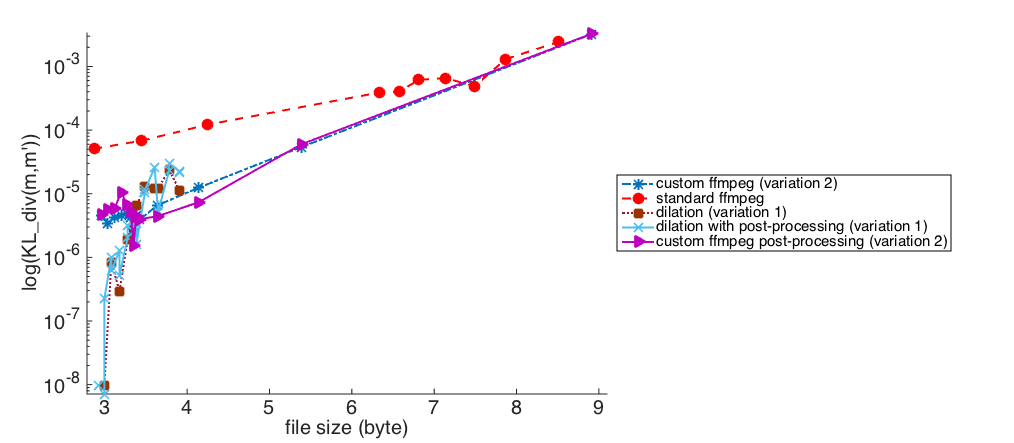 10^-3
10^-4
10^-5
10^-6
10^-7
10^-8
log(KL_div(m,m'))
3 4 5 6 7 8 9
file size (byte)
custom ffmpeg (variation 2)
standard ffmpeg
dilation (variation 1)
dilation with post-processing (variation 1)
custom ffmpeg post-processing (variation 2)